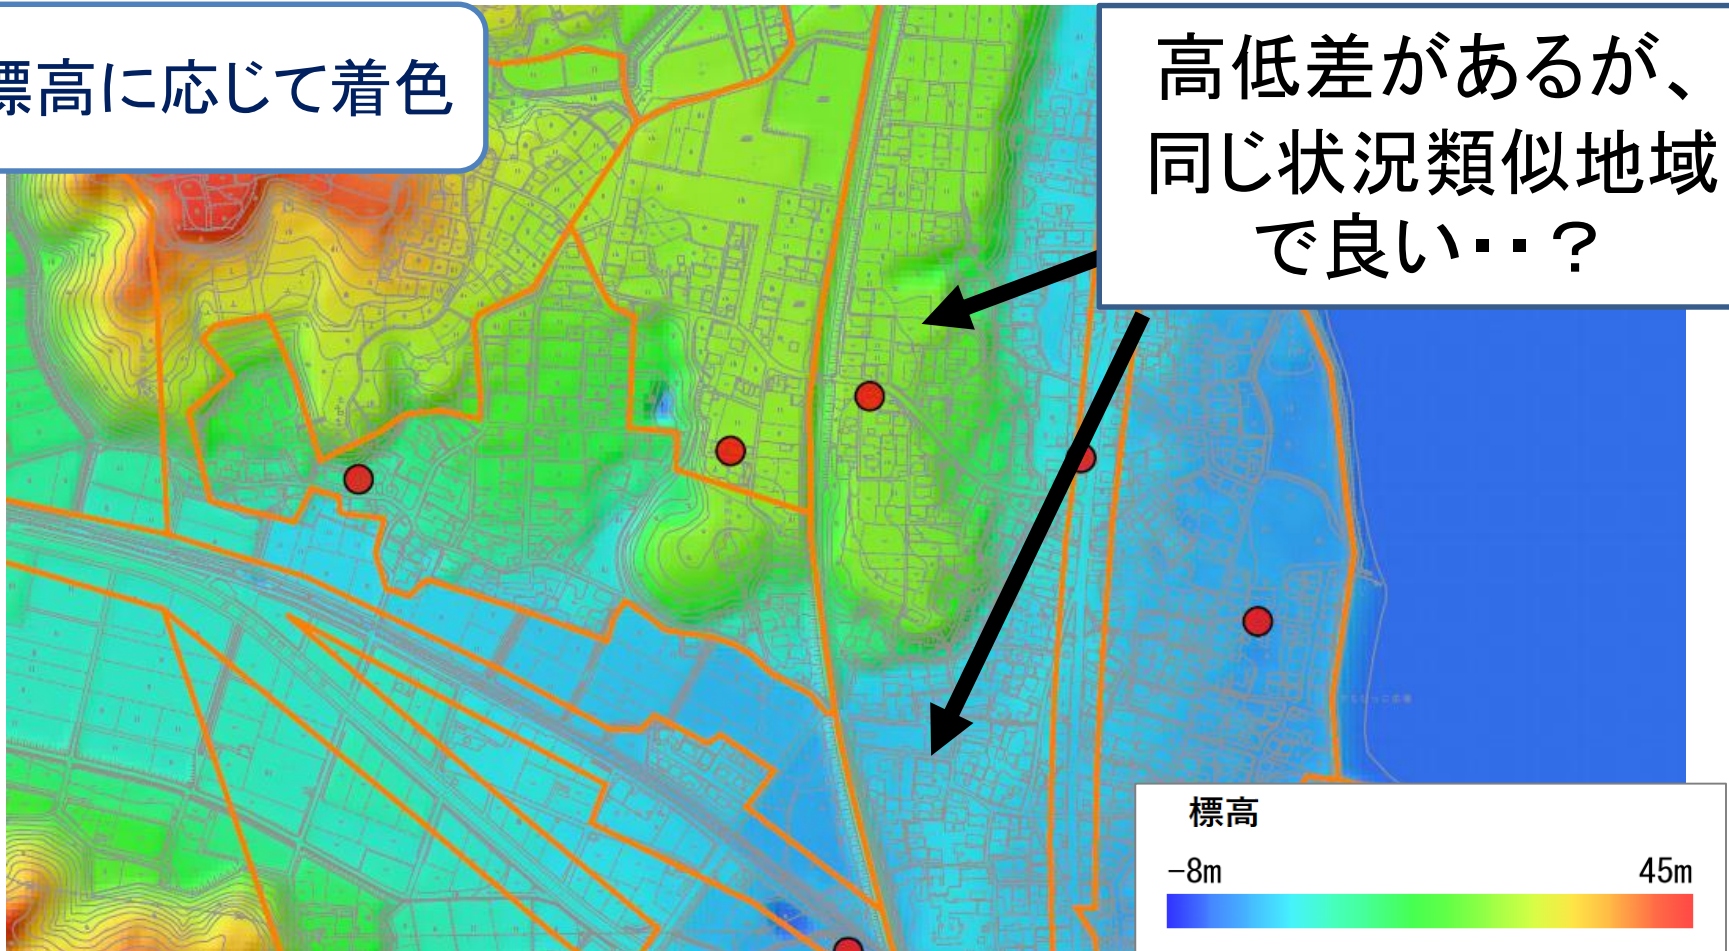 標高に応じて着色
高低差があるが、
同じ状況類似地域
で良い・・？
標高
-8m 45m